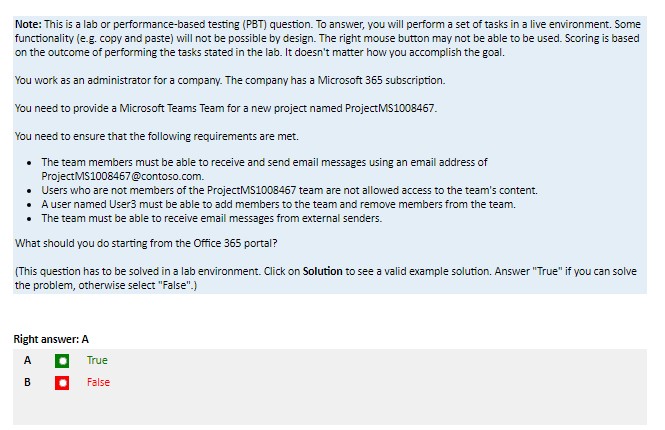 Note: This is a lab or performance-based testing (PBT) question. To answer, you will perform a set of tasks in a live environment. Some
functionality (e.g. copy and paste) will not be possible by design. The right mouse button may not be able to be used. Scoring is based
on the outcome of performing the tasks stated in the lab. It doesn't matter how you accomplish the goal.
You work as an administrator for a company. The company has a Microsoft 365 subscription.
You need to provide a Microsoft Teams Team for a new project named ProjectMS1008467.
You need to ensure that the following requirements are met.
• The team members must be able to receive and send email messages using an email address of
ProjectMS1008467@contoso.com.
• Users who are not members of the ProjectMS1008467 team are not allowed access to the team's content.
• A user named User3 must be able to add members to the team and remove members from the team.
• The team must be able to receive email messages from external senders.
What should you do starting from the Office 365 portal?
(This question has to be solved in a lab environment. Click on Solution to see a valid example solution. Answer "True" if you can solve
the problem, otherwise select "False".)
Right answer: A
A True
B False